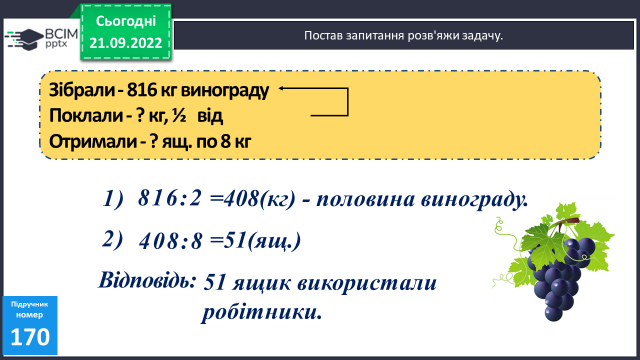 Сьогодні
21.09.2022
BCIM
pptx
Постав запитання розв'яжи задачу.
Зібрали - 816 кг винограду
Поклали - ? кг, ½ від
Отримали - ? ящ. по 8 кг
1) 816:2 =408(кг) - половина винограду.
2) 408:8 =51(ящ.)
Відповідь: 51 ящик використали
робітники.
Підручник
номер
170